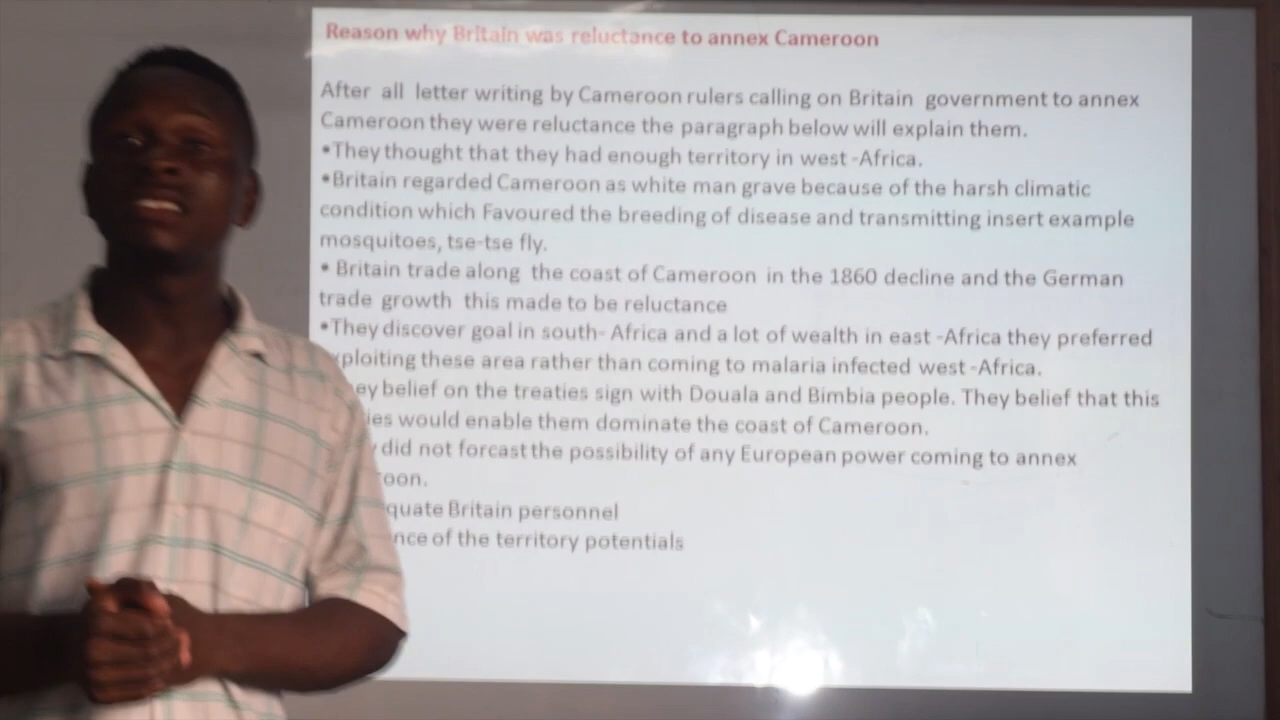 Reason why Britain was reluctance to annex Cameroon
After all letter writing by Cameroon rulers calling on Britain government to annex
Cameroon they were reluctance the paragraph below will explain them.
•They thought that they had enough territory in west -Africa.
•Britain regarded Cameroon as white man grave because of the harsh climatic
condition which Favoured the breeding of disease and transmitting insert example
mosquitoes, tse-tse fly.
• Britain trade along the coast of Cameroon in the 1860 decline and the German
trade growth this made to be reluctance
•They discover goal in south- Africa and a lot of wealth in east -Africa they preferred
xploiting these area rather than coming to malaria infected west -Africa.
ey belief on the treaties sign with Douala and Bimbia people. They belief that this
ies would enable them dominate the coast of Cameroon.
did not forcast the possibility of any European power coming to annex
oon.
quate Britain personnel
nce of the territory potentials